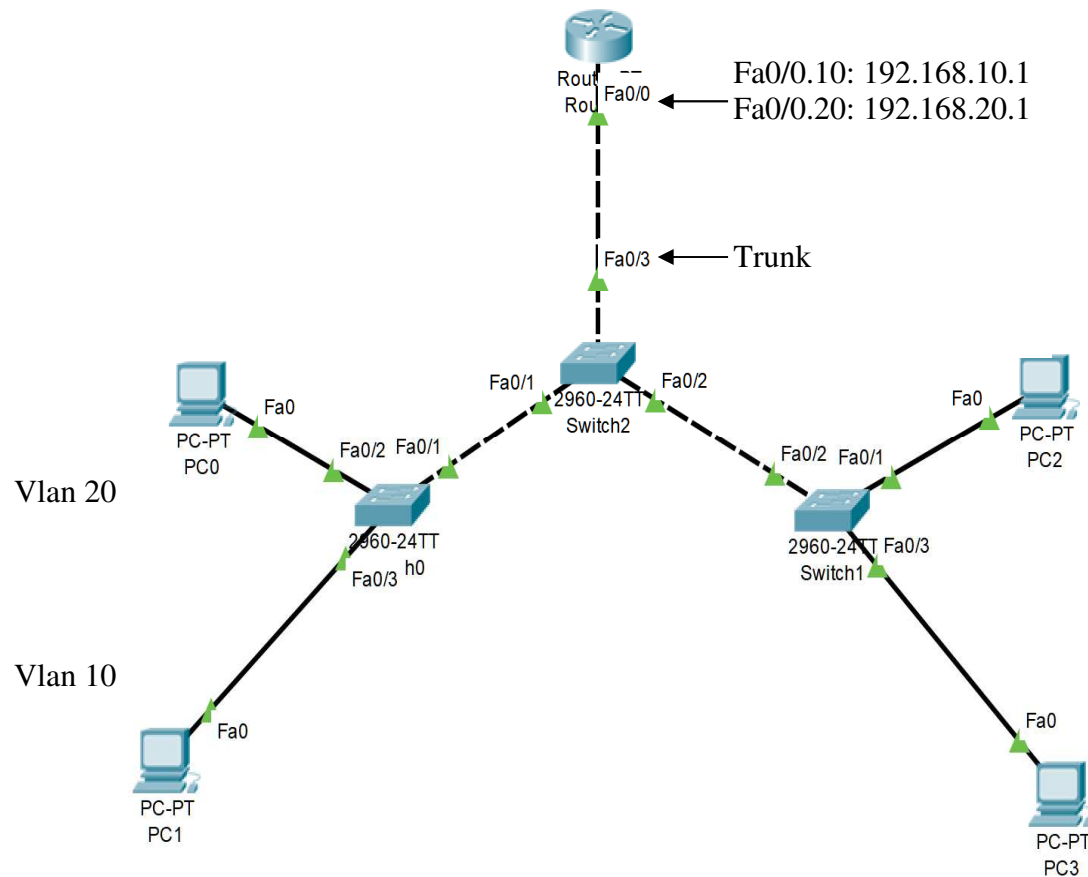 Rout
Rou
Fa0/0
Fa0/0.10: 192.168.10.1
Fa0/0.20: 192.168.20.1
Fa0/3
Trunk
Fa0/1
Fa0/2
2960-24TT
Switch2
Fa0
PC-PT
PC0
Fa0/2
Fa0/1
Fa0/2
Fa0/1
Fa0
PC-PT
PC2
Vlan 20
2960-24TT
h0
Fa0/3
2960-24TT
Switch1
Fa0/3
Vlan 10
Fa0
PC-PT
PC1
Fa0
PC-PT
PC3